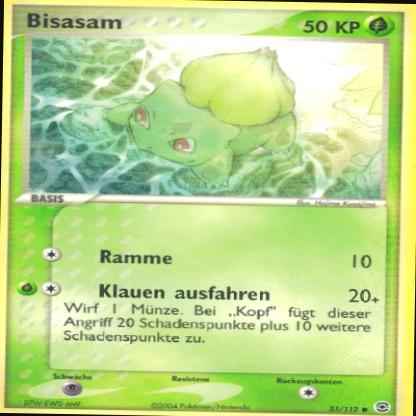 Bisasam 50 KP
BASIS
Illus. Hajime Kusajima
Ramme 10
Klauen ausfahren 20+
Wirf 1 Münze. Bei „Kopf" fügt dieser
Angriff 20 Schadenspunkte plus 10 weitere
Schadenspunkte zu.
Schwäche Resistenz Rückzugskosten
©2004 Pokémon/Nintendo
55/112